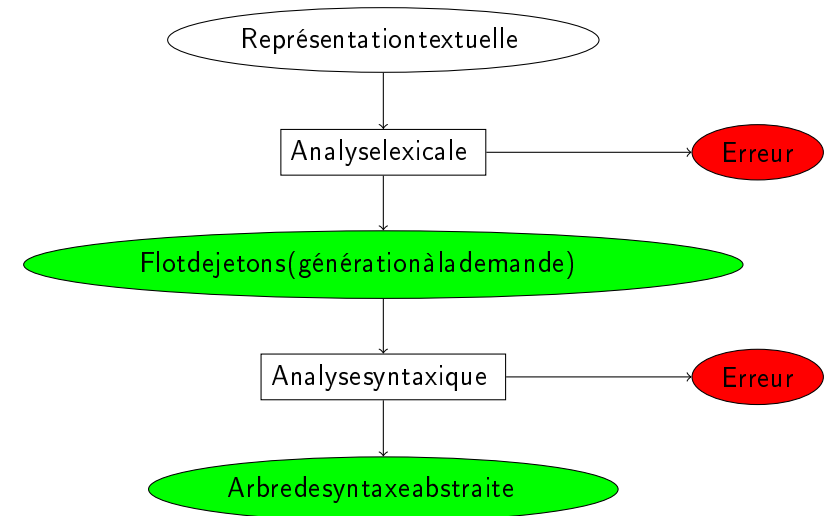 Représentationtextuelle
Analyselexicale
Erreur
Flotdejetons(générationàlademande)
Analysesyntaxique
Erreur
Arbredesyntaxeabstraite